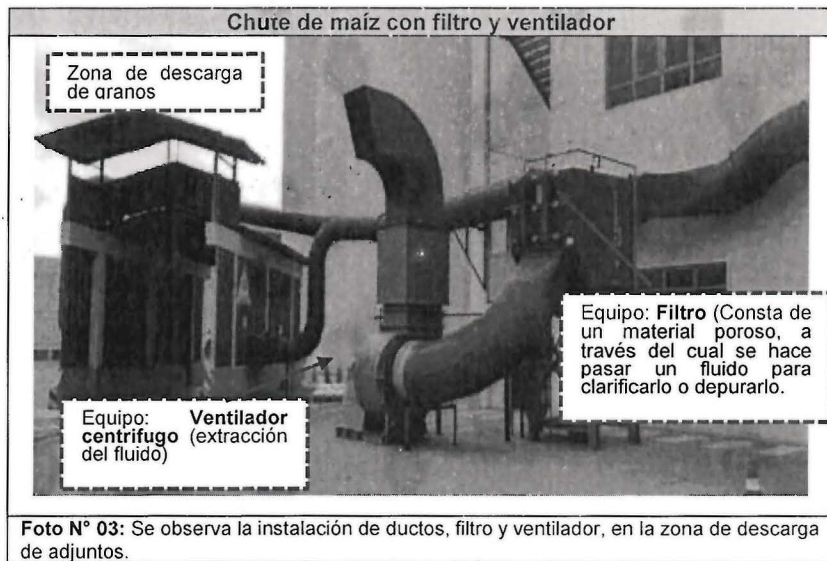 Chute de maíz con filtro y ventilador
Zona de descarga
de granos
Equipo: Filtro (Consta de
un material poroso, a
través del cual se hace
pasar un fluido para
clarificarlo o depurarlo.
Equipo: Ventilador
centrifugo (extracción
del fluido)
Foto N° 03: Se observa la instalación de ductos, filtro y ventilador, en la zona de descarga
de adjuntos.